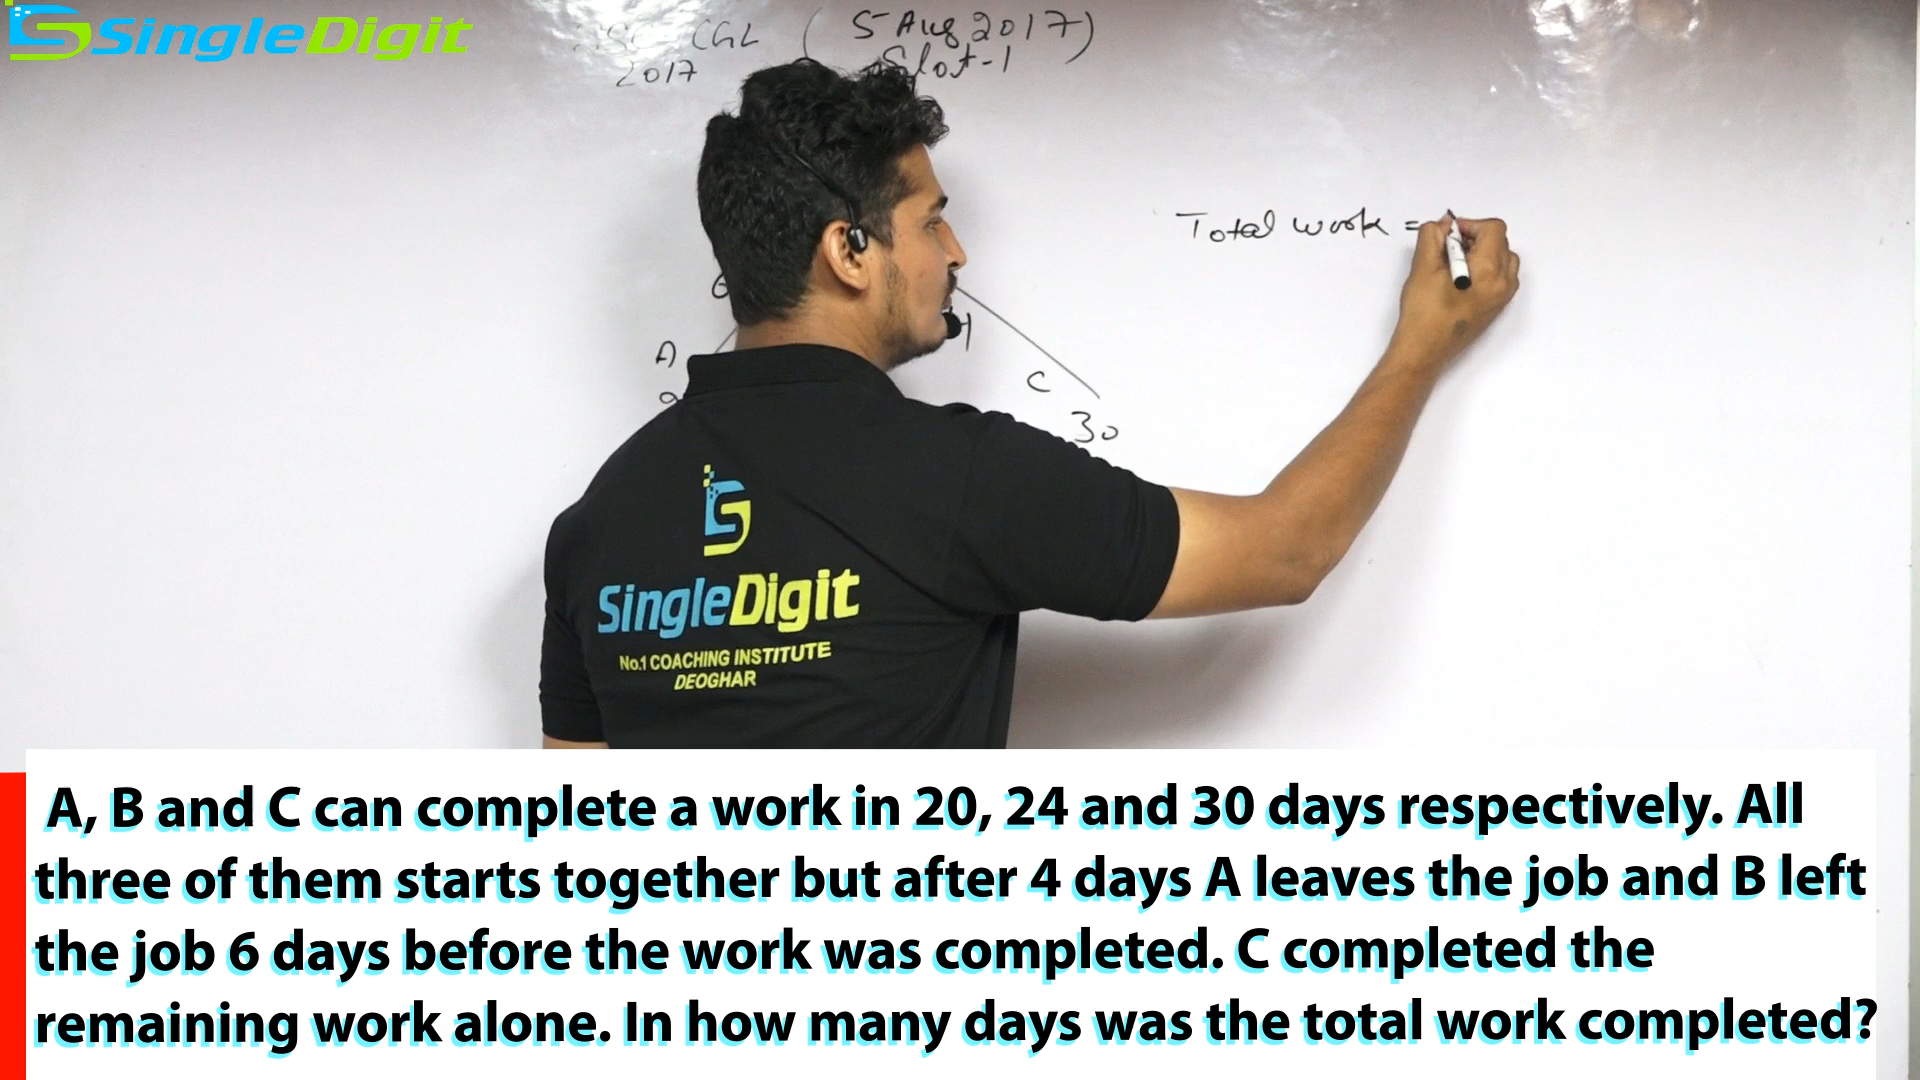 SingleDigit
CGL ( 5 Aug 2017 )
2017 Slot-1
Total work =
A
C
30
SingleDigit
No.1 COACHING INSTITUTE
DEOGHAR
A, B and C can complete a work in 20, 24 and 30 days respectively. All
three of them starts together but after 4 days A leaves the job and B left
the job 6 days before the work was completed. C completed the
remaining work alone. In how many days was the total work completed?